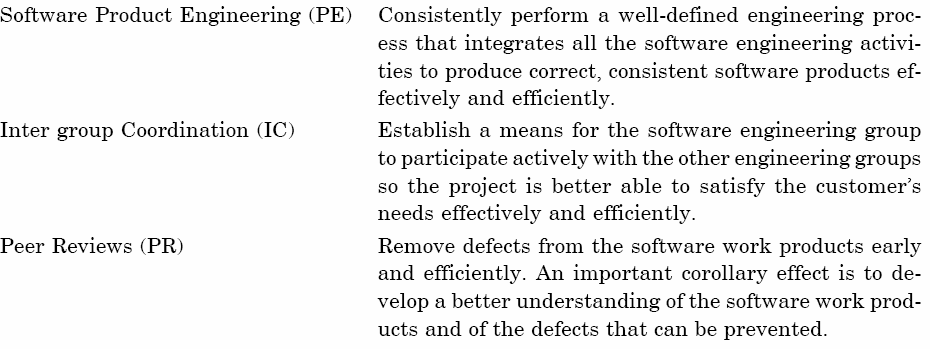 Software Product Engineering (PE) Consistently perform a well-defined engineering proc-
ess that integrates all the software engineering activi-
ties to produce correct, consistent software products ef-
fectively and efficiently.
Inter group Coordination (IC) Establish a means for the software engineering group
to participate actively with the other engineering groups
so the project is better able to satisfy the customer's
needs effectively and efficiently.
Peer Reviews (PR) Remove defects from the software work products early
and efficiently. An important corollary effect is to de-
velop a better understanding of the software work prod-
ucts and of the defects that can be prevented.